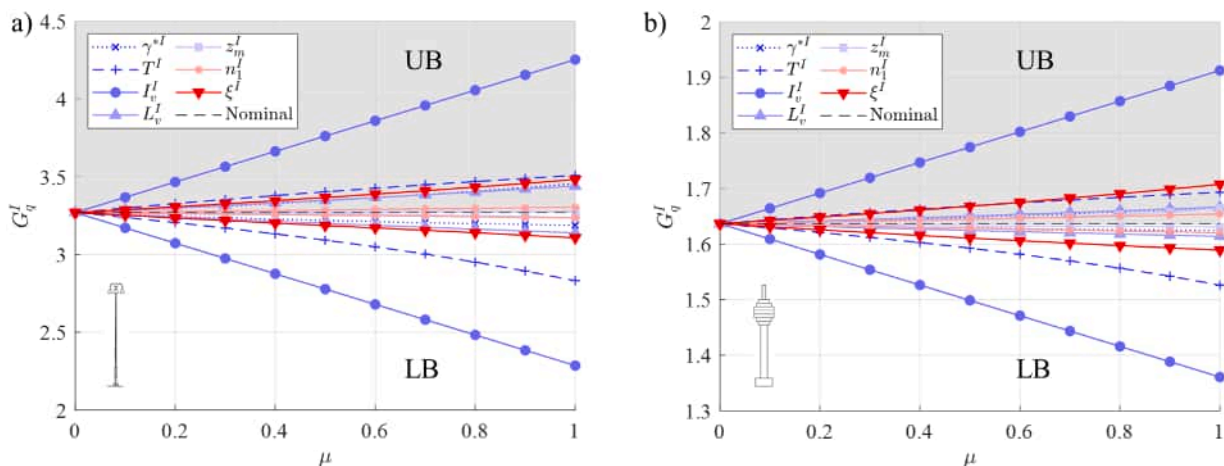 a)
4.5
4
3.5
3
2.5
2
G_q^I
γ*^I
T^I
I_v^I
L_v^I
z_m^I
n_1^I
ξ^I
Nominal
UB
LB
0 0.2 0.4 0.6 0.8 1
μ
b)
2
1.9
1.8
1.7
1.6
1.5
1.4
1.3
G_q^I
γ*^I
T^I
I_v^I
L_v^I
z_m^I
n_1^I
ξ^I
Nominal
UB
LB
0 0.2 0.4 0.6 0.8 1
μ